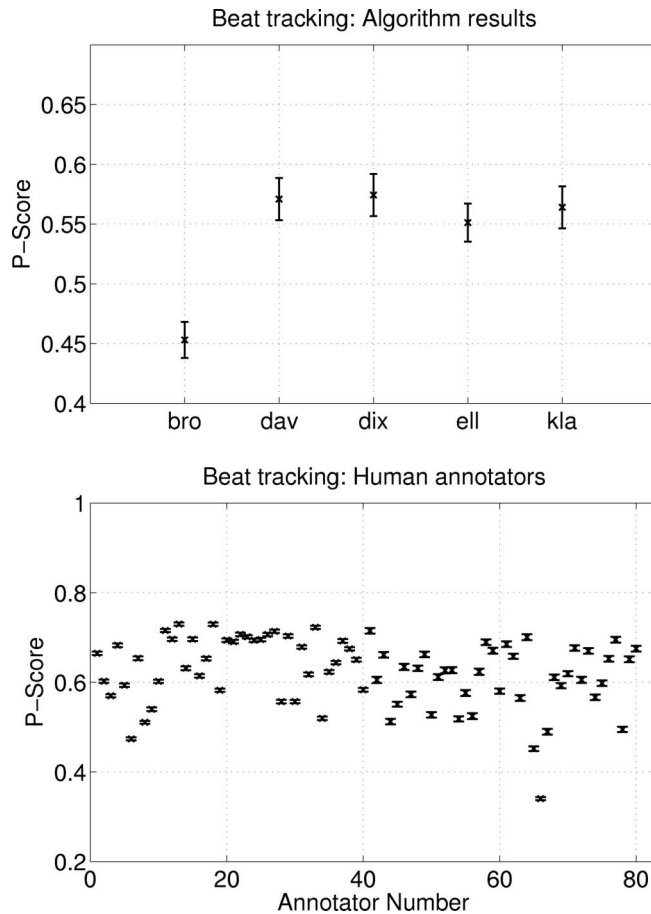 Beat tracking: Algorithm results
P-Score
0.65
0.6
0.55
0.5
0.45
0.4
bro dav dix ell kla
Beat tracking: Human annotators
P-Score
1
0.8
0.6
0.4
0.2
0 20 40 60 80
Annotator Number